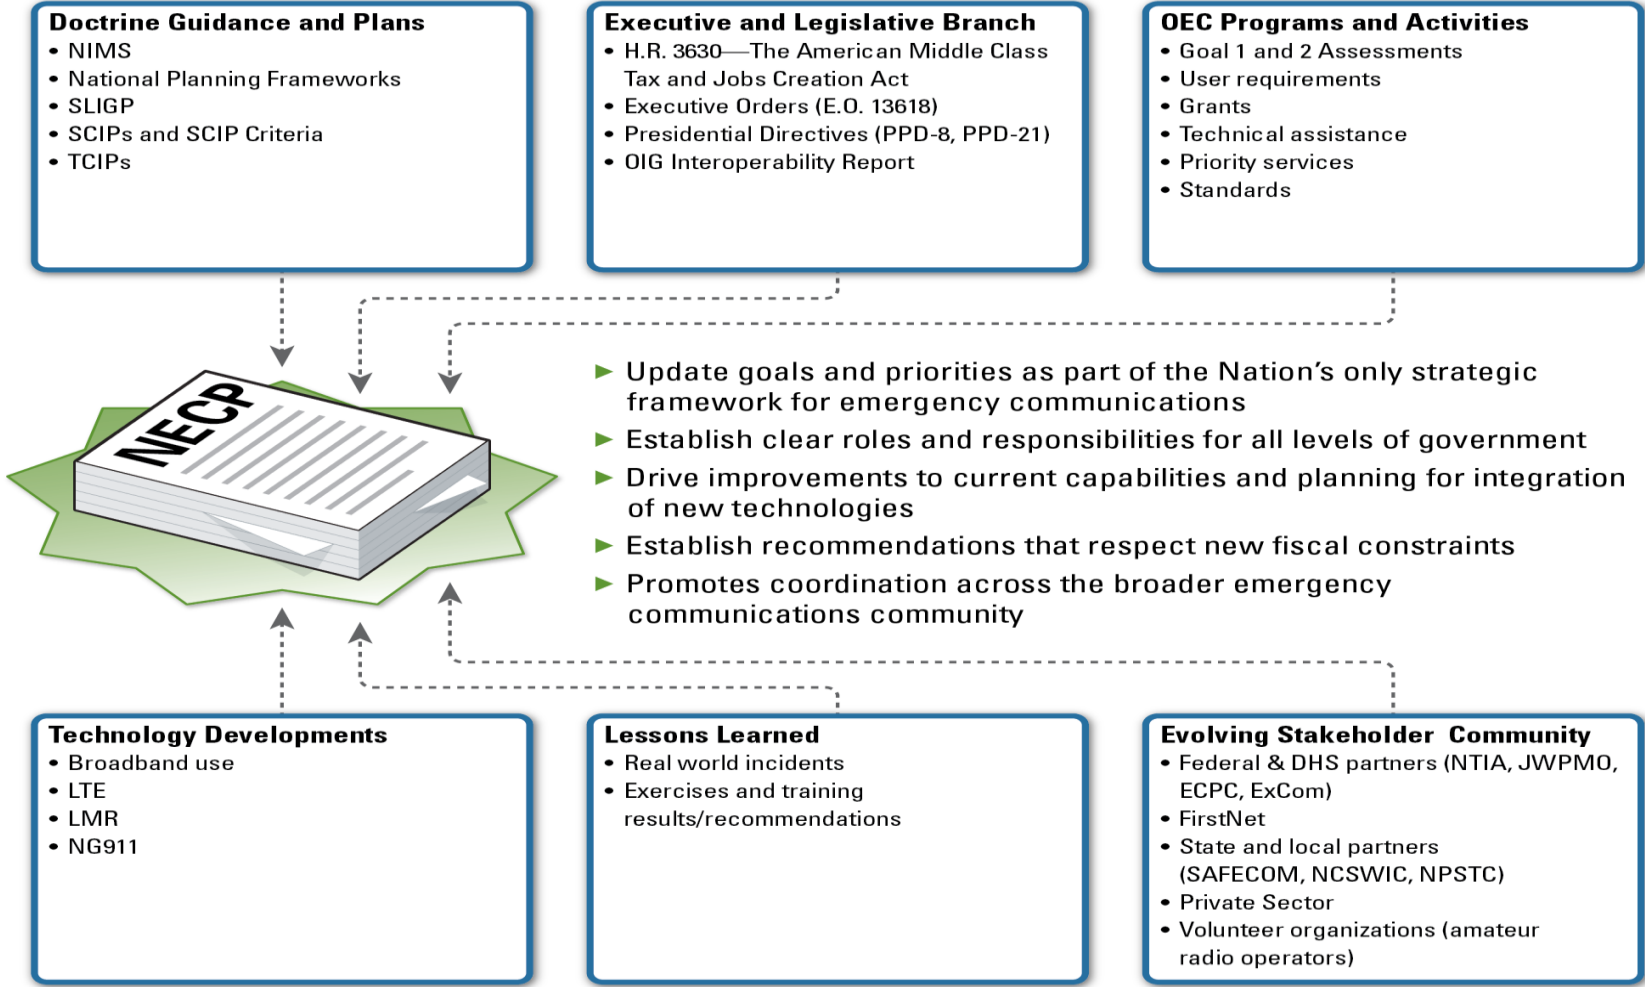 Doctrine Guidance and Plans
• NIMS
• National Planning Frameworks
• SLIGP
• SCIPs and SCIP Criteria
• TCIPs
Executive and Legislative Branch
• H.R. 3630—The American Middle Class
Tax and Jobs Creation Act
• Executive Orders (E.O. 13618)
• Presidential Directives (PPD-8, PPD-21)
• OIG Interoperability Report
OEC Programs and Activities
• Goal 1 and 2 Assessments
• User requirements
• Grants
• Technical assistance
• Priority services
• Standards
NECP
► Update goals and priorities as part of the Nation’s only strategic
framework for emergency communications
► Establish clear roles and responsibilities for all levels of government
► Drive improvements to current capabilities and planning for integration
of new technologies
► Establish recommendations that respect new fiscal constraints
► Promotes coordination across the broader emergency
communications community
Technology Developments
• Broadband use
• LTE
• LMR
• NG911
Lessons Learned
• Real world incidents
• Exercises and training
results/recommendations
Evolving Stakeholder Community
• Federal & DHS partners (NTIA, JWPMO,
ECPC, ExCom)
• FirstNet
• State and local partners
(SAFECOM, NCSWIC, NPSTC)
• Private Sector
• Volunteer organizations (amateur
radio operators)